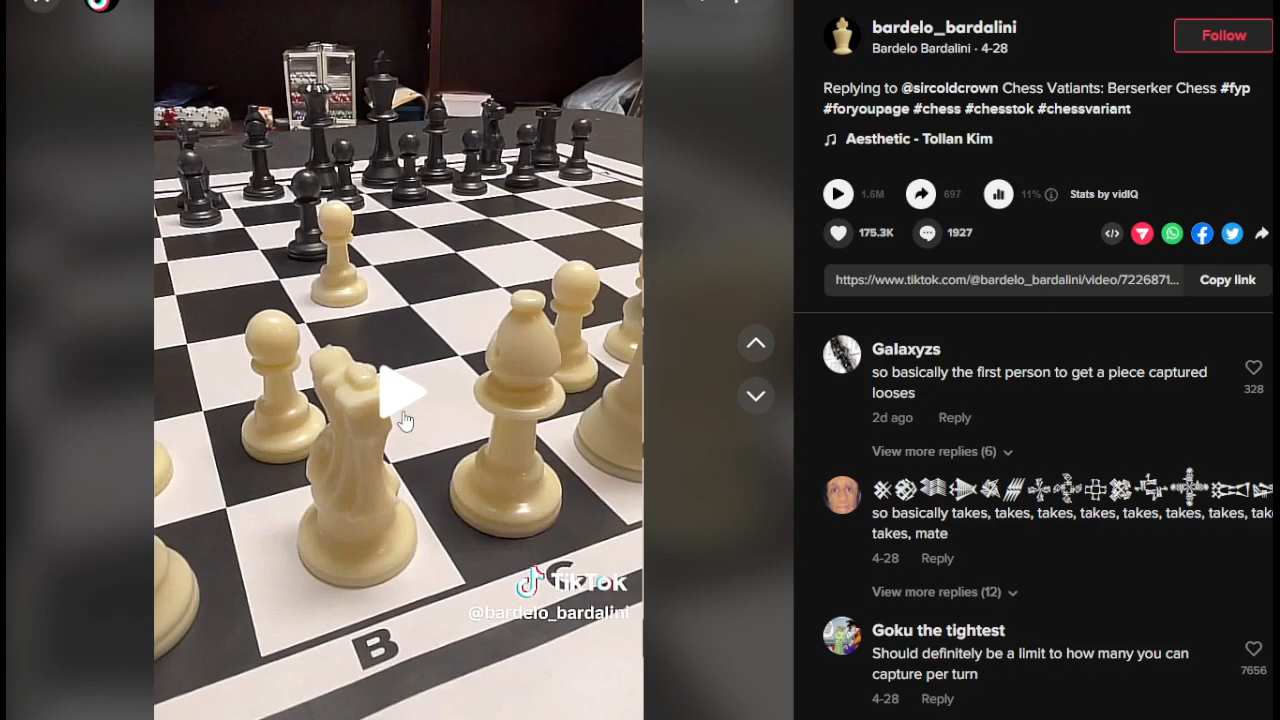 bardelo_bardalini
Bardelo Bardalini · 4-28
Follow
Replying to @sircoldcrown Chess Vatlants: Berserker Chess #fyp
#foryoupage #chess #chesstok #chessvariant
Aesthetic - Tollan Kim
1.6M
697
11%
Stats by vidIQ
175.3K
1927
https://www.tiktok.com/@bardelo_bardalini/video/7226871...
Copy link
Galaxyzs
so basically the first person to get a piece captured
looses
328
2d ago
Reply
View more replies (6)
so basically takes, takes, takes, takes, takes, takes, takes,
takes, mate
4-28
Reply
View more replies (12)
Goku the tightest
Should definitely be a limit to how many you can
capture per turn
7656
4-28
Reply
TikTok
@bardelo_bardalini
C
B